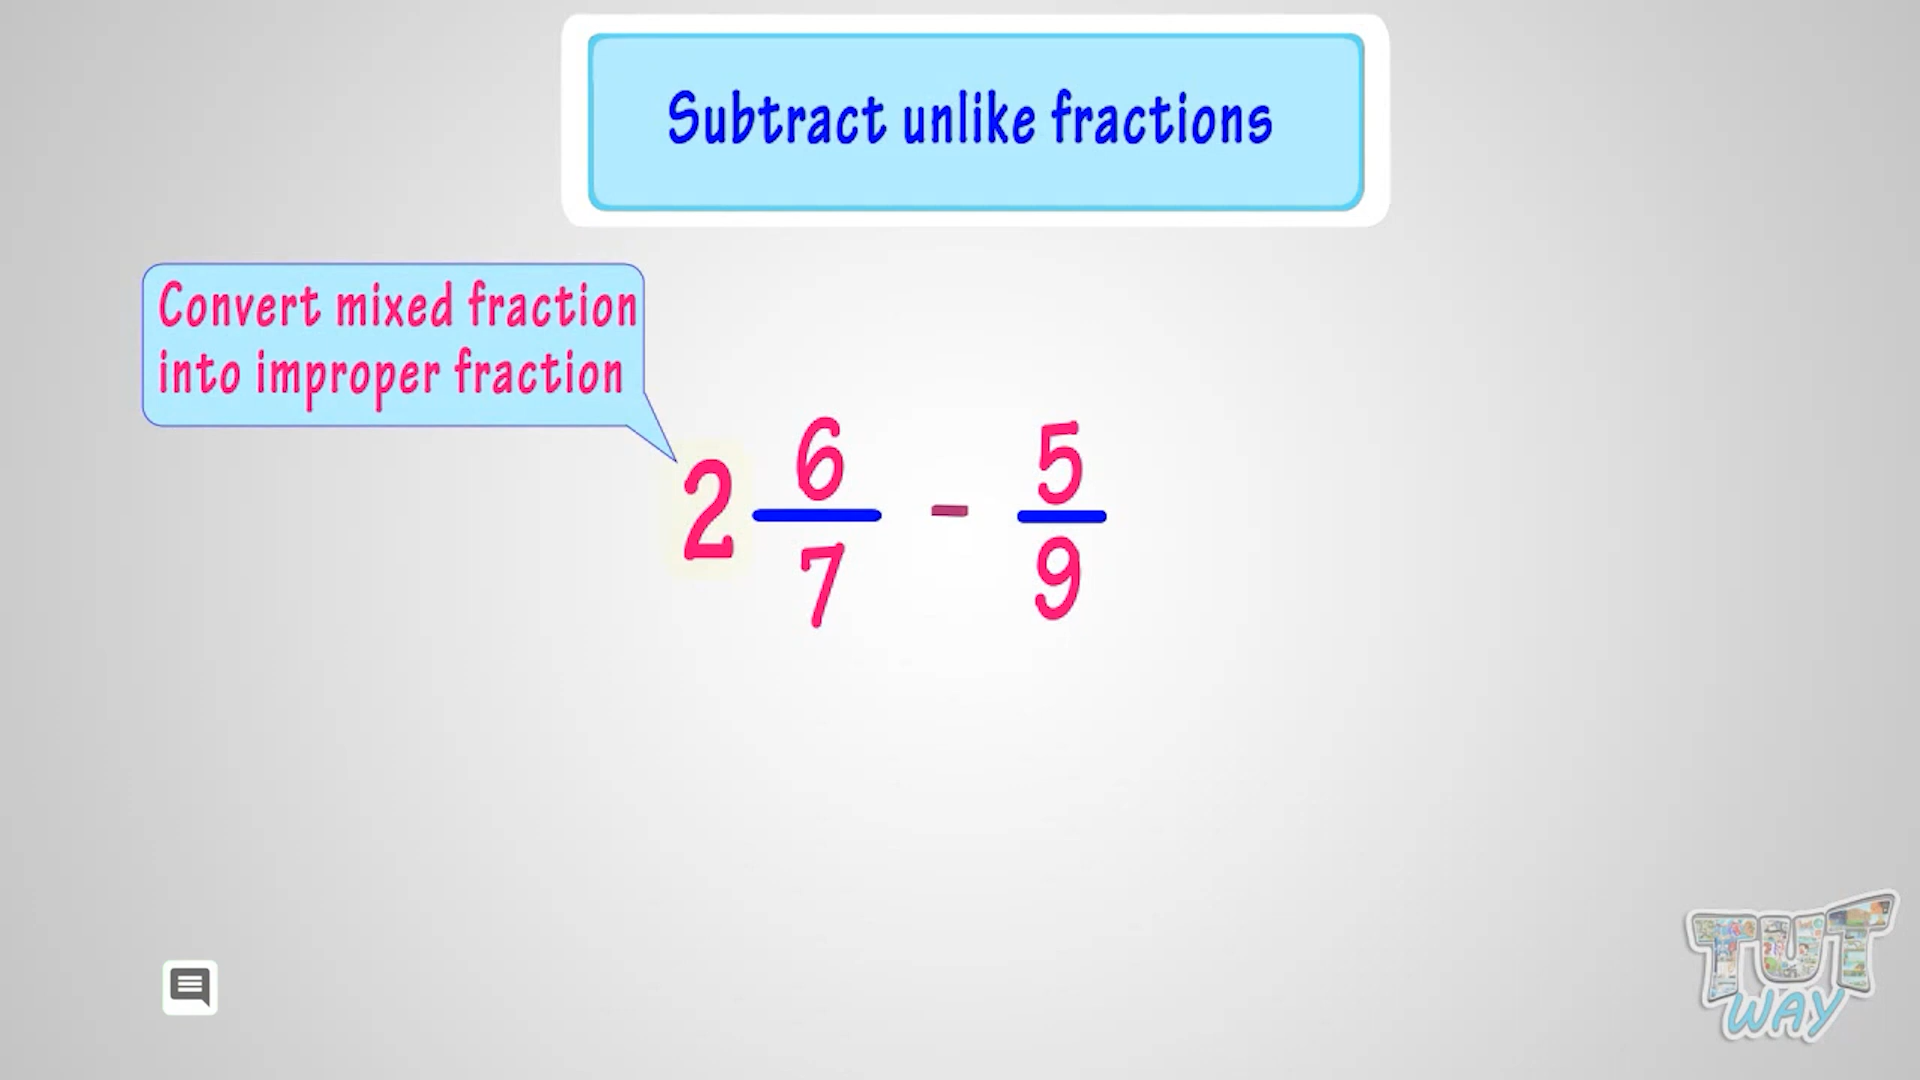 Subtract unlike fractions
Convert mixed fraction
into improper fraction
2 6/7 - 5/9
TUT
WAY